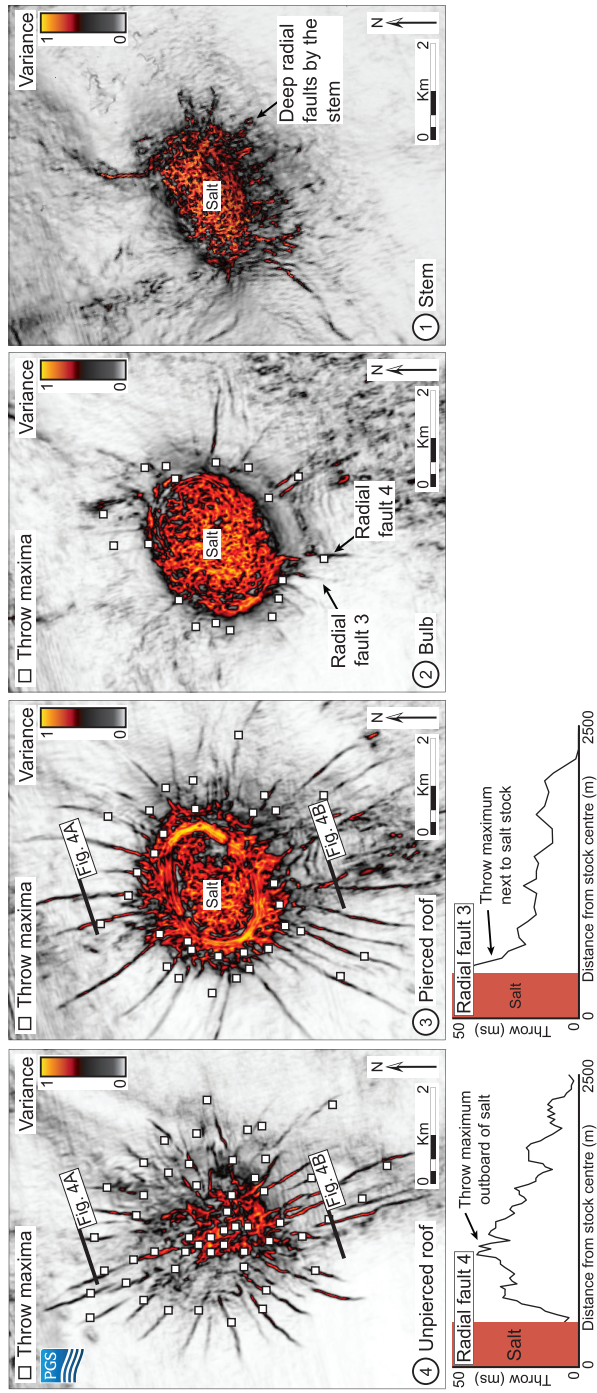 Throw maxima
Variance
1
0
PGS
Fig. 4A
Fig. 4B
N
0
Km
2
4
Unpierced roof
Throw maxima
Variance
1
0
Fig. 4A
Salt
Fig. 4B
N
0
Km
2
3
Pierced roof
Throw maxima
Variance
1
0
Salt
Radial
fault 3
Radial
fault 4
N
0
Km
2
2
Bulb
Variance
1
0
Salt
Deep radial
faults by the
stem
N
0
Km
2
1
Stem
50
Throw (ms)
0
Radial fault 4
Salt
Throw maximum
outboard of salt
0
Distance from stock centre (m)
2500
50
Throw (ms)
0
Radial fault 3
Salt
Throw maximum
next to salt stock
0
Distance from stock centre (m)
2500